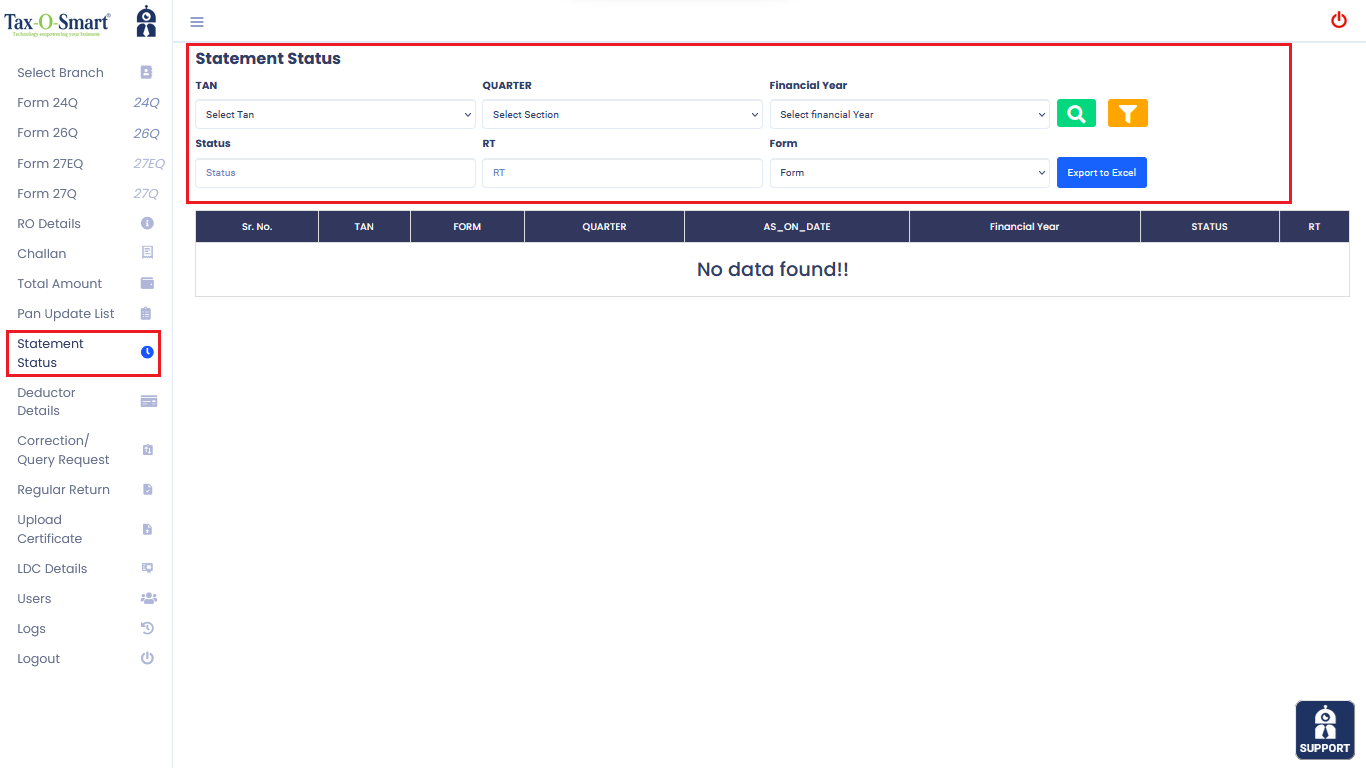 Tax-O-Smart®
Technology empowering your business
Select Branch
Form 24Q 24Q
Form 26Q 26Q
Form 27EQ 27EQ
Form 27Q 27Q
RO Details
Challan
Total Amount
Pan Update List
Statement
Status
Deductor
Details
Correction/
Query Request
Regular Return
Upload
Certificate
LDC Details
Users
Logs
Logout
Statement Status
TAN QUARTER Financial Year
Select Tan Select Section Select financial Year
Status RT Form
Status RT Form Export to Excel
Sr. No. TAN FORM QUARTER AS_ON_DATE Financial Year STATUS RT
No data found!!
SUPPORT